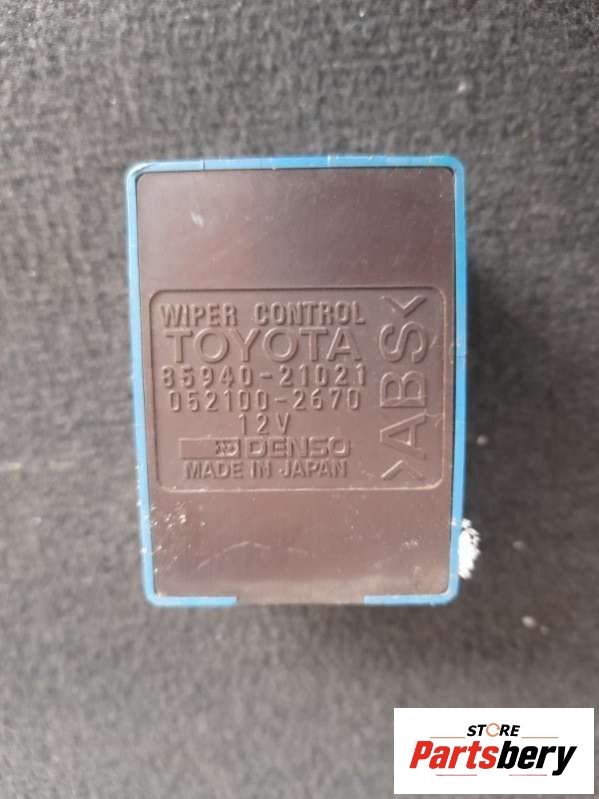 WIPER CONTROL
TOYOTA
85940-21021
052100-2670
12V
DENSO
MADE IN JAPAN
>ABS<
STORE
Partsbery